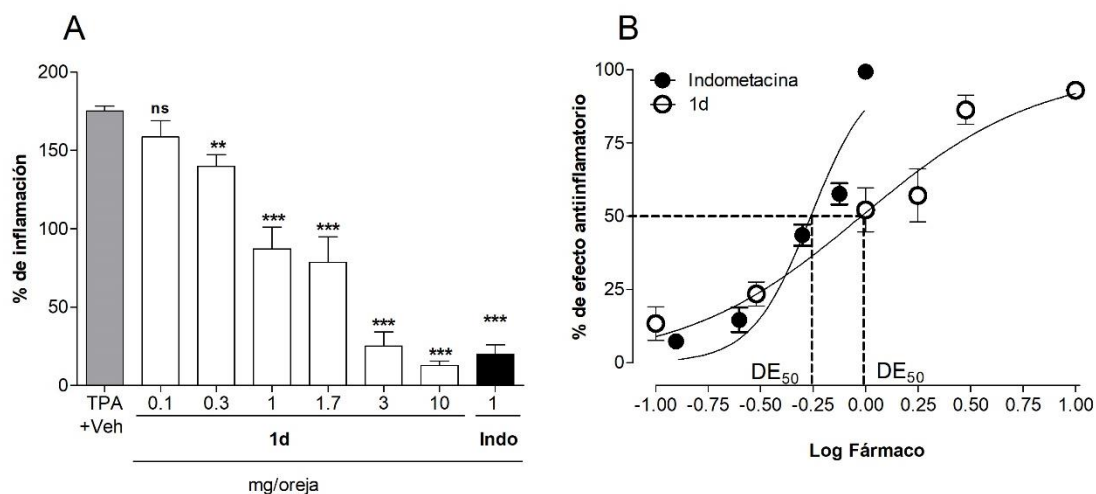 A
% de inflamación
200
150
100
50
0
ns
**
***
***
***
***
***
TPA
+Veh
0.1
0.3
1
1.7
3
10
1
1d
Indo
mg/oreja
B
% de efecto antiinflamatorio
100
75
50
25
0
Indometacina
1d
DE50
DE50
-1.00
-0.75
-0.50
-0.25
0.00
0.25
0.50
0.75
1.00
Log Fármaco